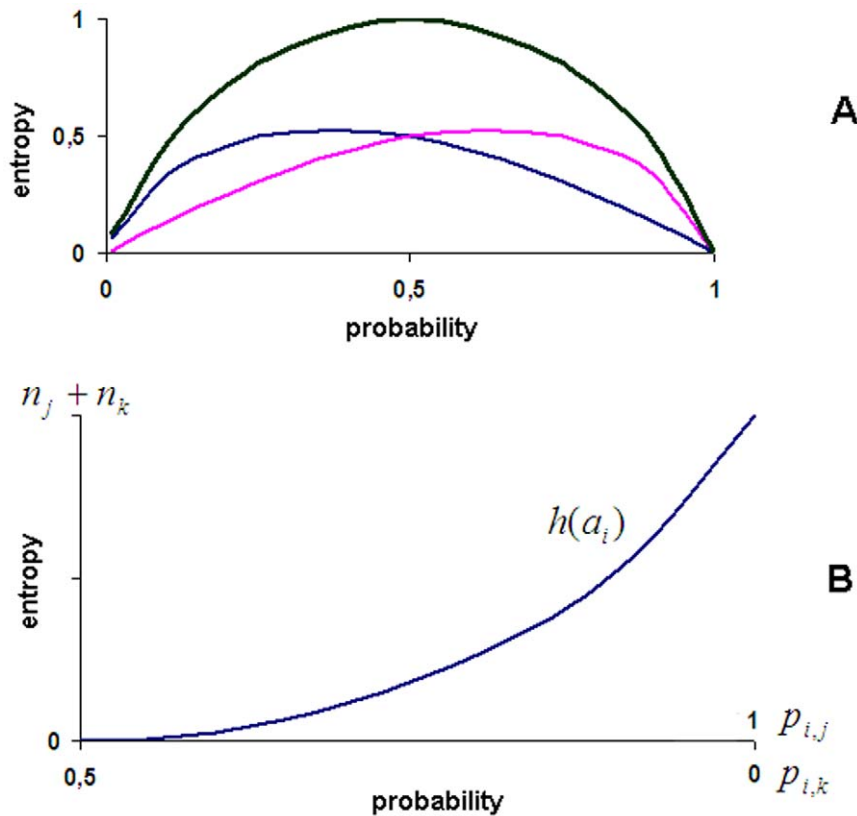 1
A
entropy
0,5
0
0
0,5
1
probability
n_j + n_k
h(a_i)
entropy
B
1 p_{i,j}
0
0,5
0 p_{i,k}
probability